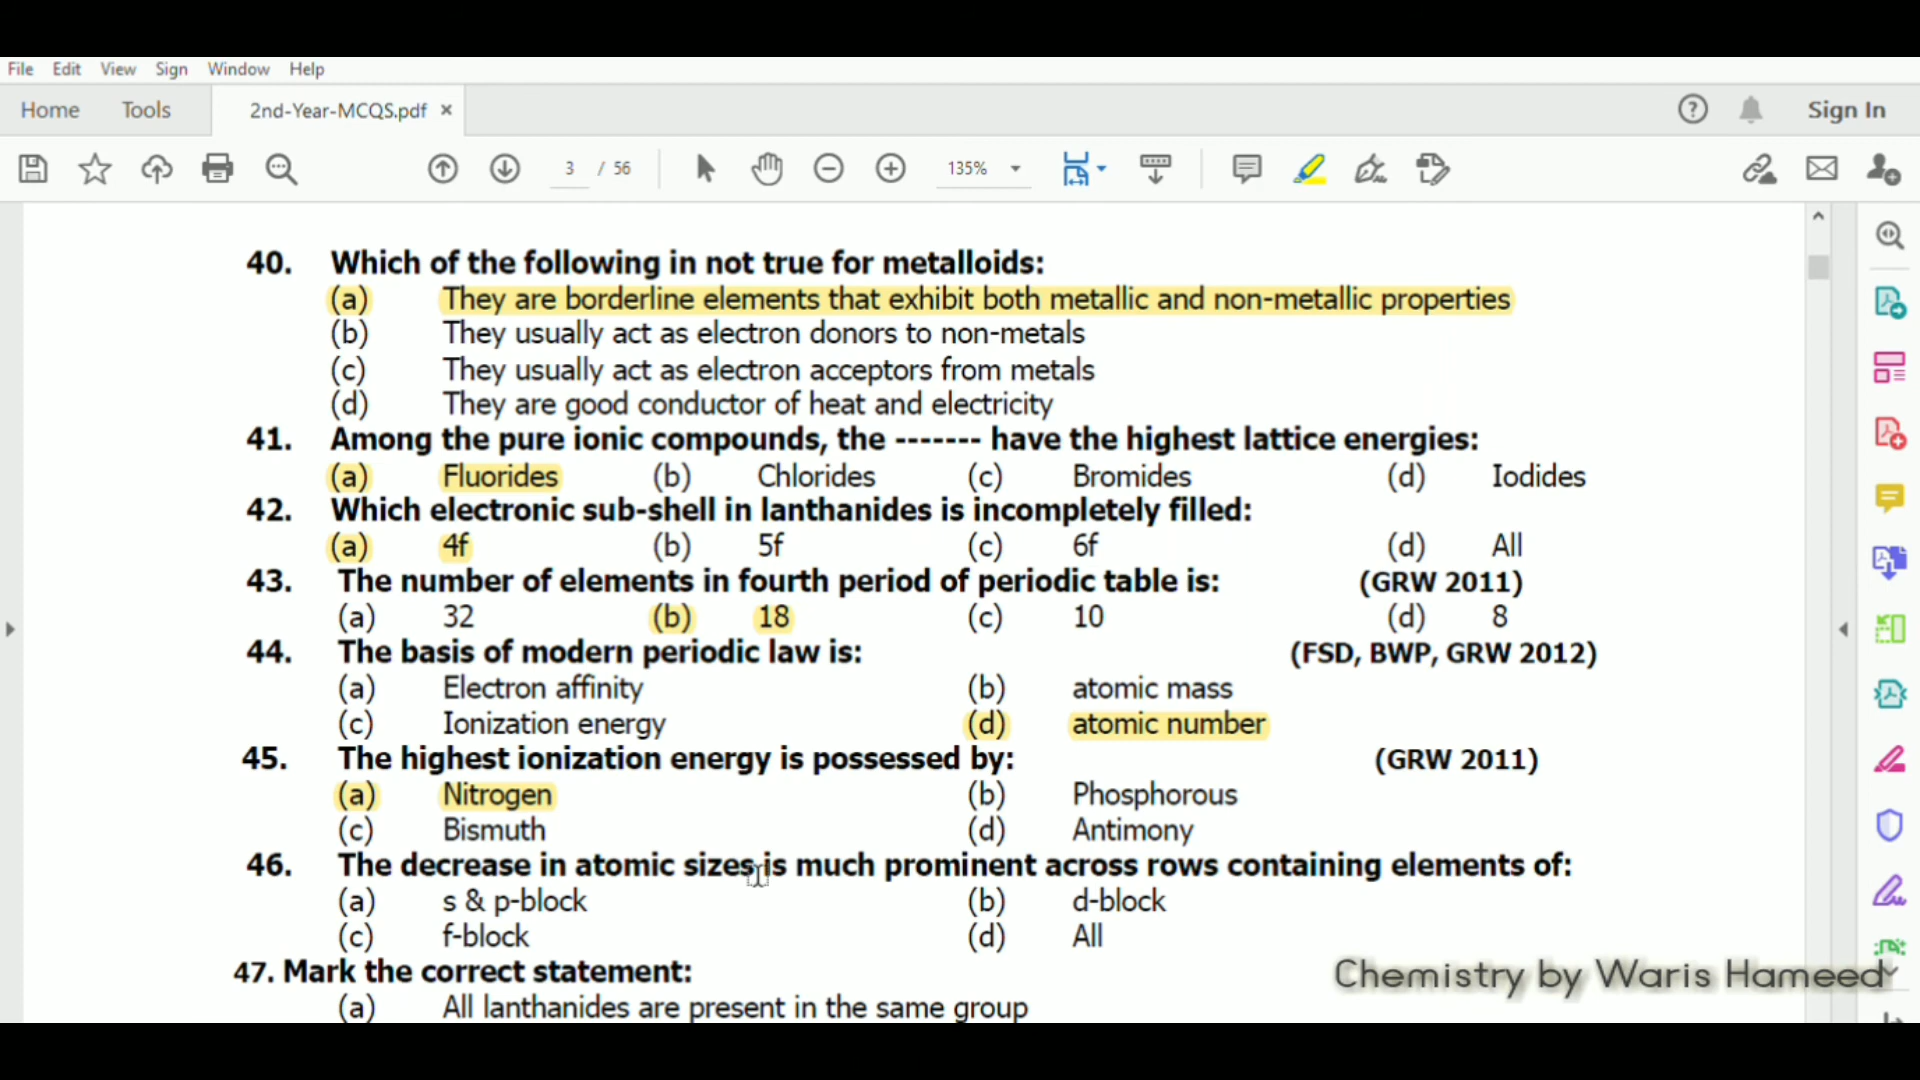 File Edit View Sign Window Help
Home Tools 2nd-Year-MCQS.pdf × ? Sign In
3 / 56 135%
40. Which of the following in not true for metalloids:
(a) They are borderline elements that exhibit both metallic and non-metallic properties
(b) They usually act as electron donors to non-metals
(c) They usually act as electron acceptors from metals
(d) They are good conductor of heat and electricity
41. Among the pure ionic compounds, the ------- have the highest lattice energies:
(a) Fluorides (b) Chlorides (c) Bromides (d) Iodides
42. Which electronic sub-shell in lanthanides is incompletely filled:
(a) 4f (b) 5f (c) 6f (d) All
43. The number of elements in fourth period of periodic table is: (GRW 2011)
(a) 32 (b) 18 (c) 10 (d) 8
44. The basis of modern periodic law is: (FSD, BWP, GRW 2012)
(a) Electron affinity (b) atomic mass
(c) Ionization energy (d) atomic number
45. The highest ionization energy is possessed by: (GRW 2011)
(a) Nitrogen (b) Phosphorous
(c) Bismuth (d) Antimony
46. The decrease in atomic sizes is much prominent across rows containing elements of:
(a) s & p-block (b) d-block
(c) f-block (d) All
47. Mark the correct statement:
(a) All lanthanides are present in the same group
Chemistry by Waris Hameed